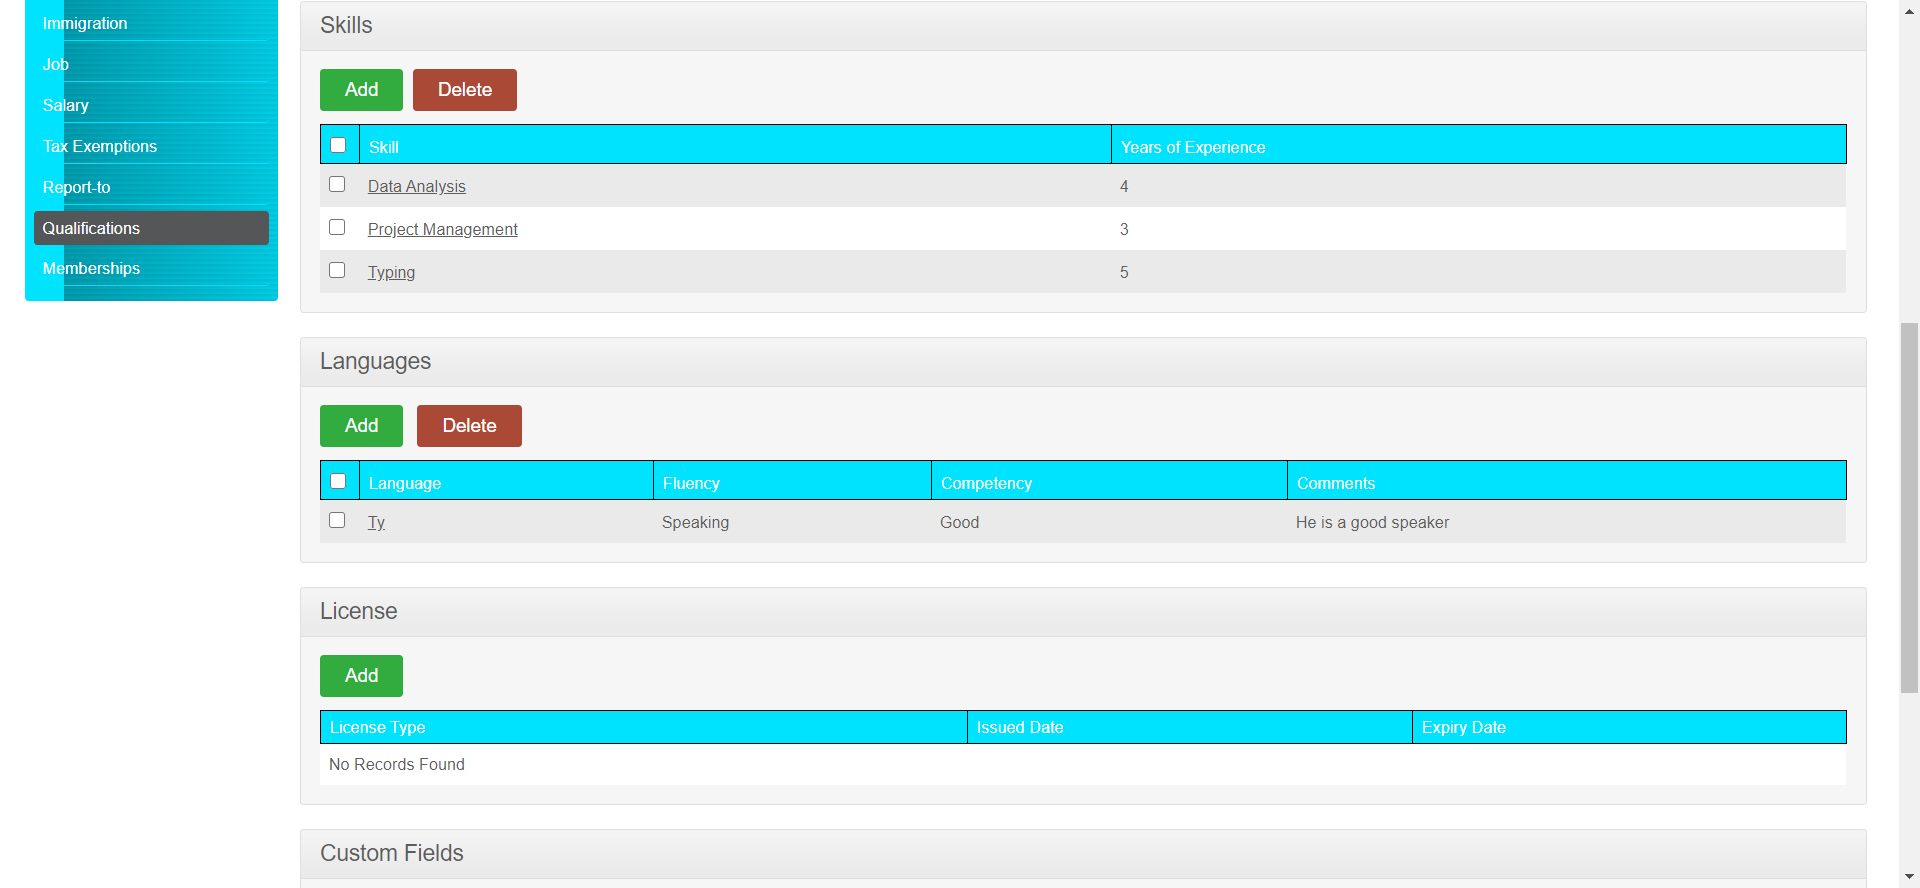 Immigration
Job
Salary
Tax Exemptions
Report-to
Qualifications
Memberships
Skills
Add Delete
Skill Years of Experience
Data Analysis 4
Project Management 3
Typing 5
Languages
Add Delete
Language Fluency Competency Comments
Ty Speaking Good He is a good speaker
License
Add
License Type Issued Date Expiry Date
No Records Found
Custom Fields